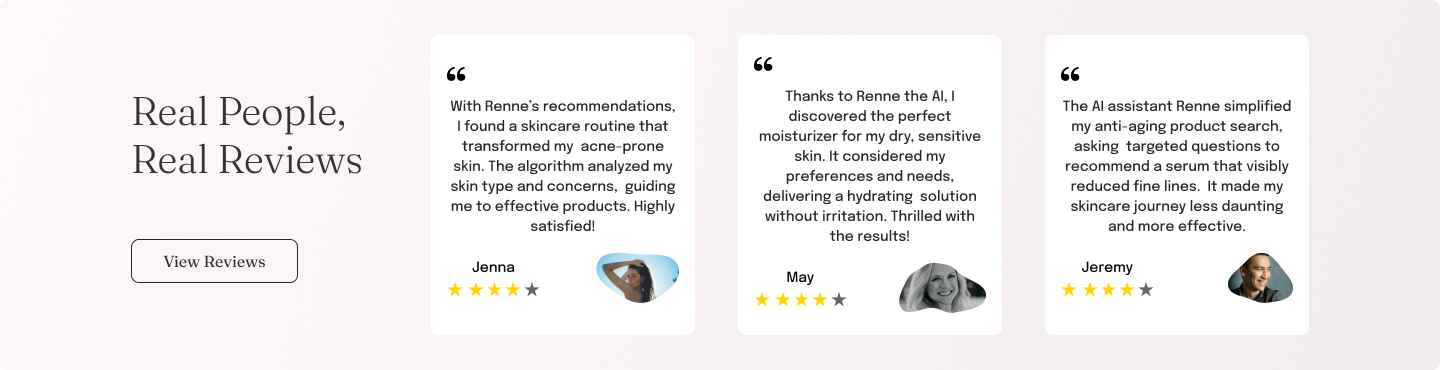 Real People,
Real Reviews
View Reviews
“
With Renne’s recommendations,
I found a skincare routine that
transformed my  acne-prone
skin. The algorithm analyzed my
skin type and concerns,  guiding
me to effective products. Highly
satisfied!
Jenna
“
Thanks to Renne the AI, I
discovered the perfect
moisturizer for my dry, sensitive
skin. It considered my
preferences and needs,
delivering a hydrating  solution
without irritation. Thrilled with
the results!
May
“
The AI assistant Renne simplified
my anti-aging product search,
asking  targeted questions to
recommend a serum that visibly
reduced fine lines.  It made my
skincare journey less daunting
and more effective.
Jeremy